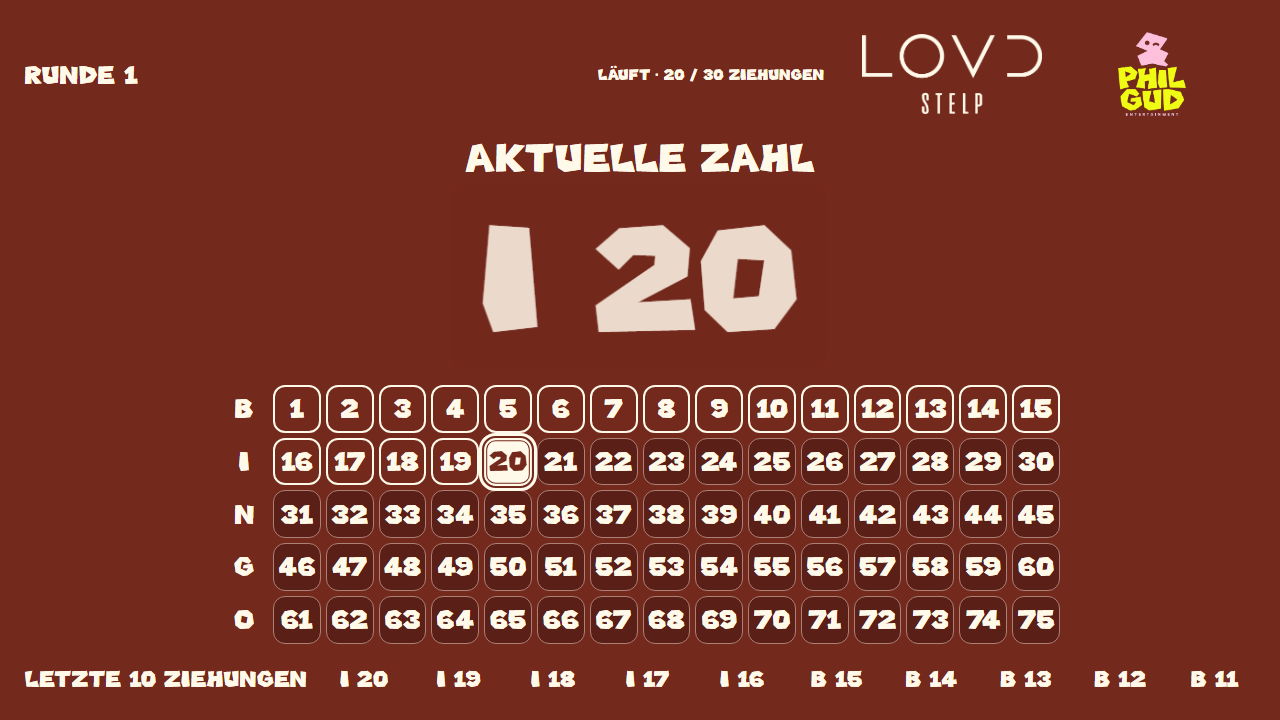 RUNDE 1
LÄUFT · 20 / 30 ZIEHUNGEN
LOVD
STELP
PHIL
GUD
ENTERTAINMENT
AKTUELLE ZAHL
I 20
B 1 2 3 4 5 6 7 8 9 10 11 12 13 14 15
I 16 17 18 19 20 21 22 23 24 25 26 27 28 29 30
N 31 32 33 34 35 36 37 38 39 40 41 42 43 44 45
G 46 47 48 49 50 51 52 53 54 55 56 57 58 59 60
O 61 62 63 64 65 66 67 68 69 70 71 72 73 74 75
LETZTE 10 ZIEHUNGEN I 20 I 19 I 18 I 17 I 16 B 15 B 14 B 13 B 12 B 11